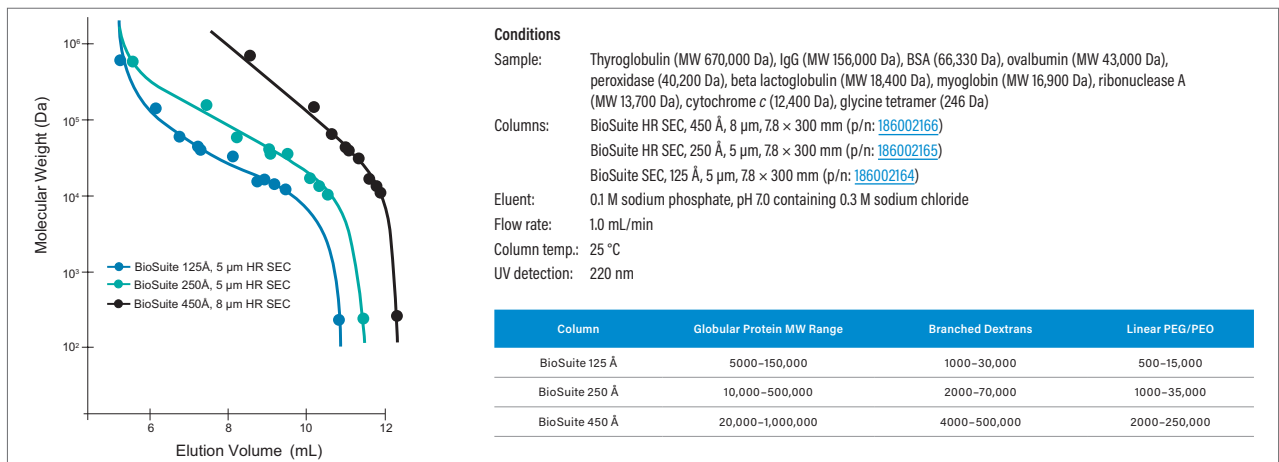 10⁶
10⁵
10⁴
10³
10²
Molecular Weight (Da)
BioSuite 125Å, 5 µm HR SEC
BioSuite 250Å, 5 µm HR SEC
BioSuite 450Å, 8 µm HR SEC
6 8 10 12
Elution Volume (mL)
Conditions
Sample: Thyroglobulin (MW 670,000 Da), IgG (MW 156,000 Da), BSA (66,330 Da), ovalbumin (MW 43,000 Da),
peroxidase (40,200 Da), beta lactoglobulin (MW 18,400 Da), myoglobin (MW 16,900 Da), ribonuclease A
(MW 13,700 Da), cytochrome c (12,400 Da), glycine tetramer (246 Da)
Columns: BioSuite HR SEC, 450 Å, 8 µm, 7.8 × 300 mm (p/n: 186002166)
BioSuite HR SEC, 250 Å, 5 µm, 7.8 × 300 mm (p/n: 186002165)
BioSuite SEC, 125 Å, 5 µm, 7.8 × 300 mm (p/n: 186002164)
Eluent: 0.1 M sodium phosphate, pH 7.0 containing 0.3 M sodium chloride
Flow rate: 1.0 mL/min
Column temp.: 25 °C
UV detection: 220 nm
Column Globular Protein MW Range Branched Dextrans Linear PEG/PEO
BioSuite 125 Å 5000–150,000 1000–30,000 500–15,000
BioSuite 250 Å 10,000–500,000 2000–70,000 1000–35,000
BioSuite 450 Å 20,000–1,000,000 4000–500,000 2000–250,000